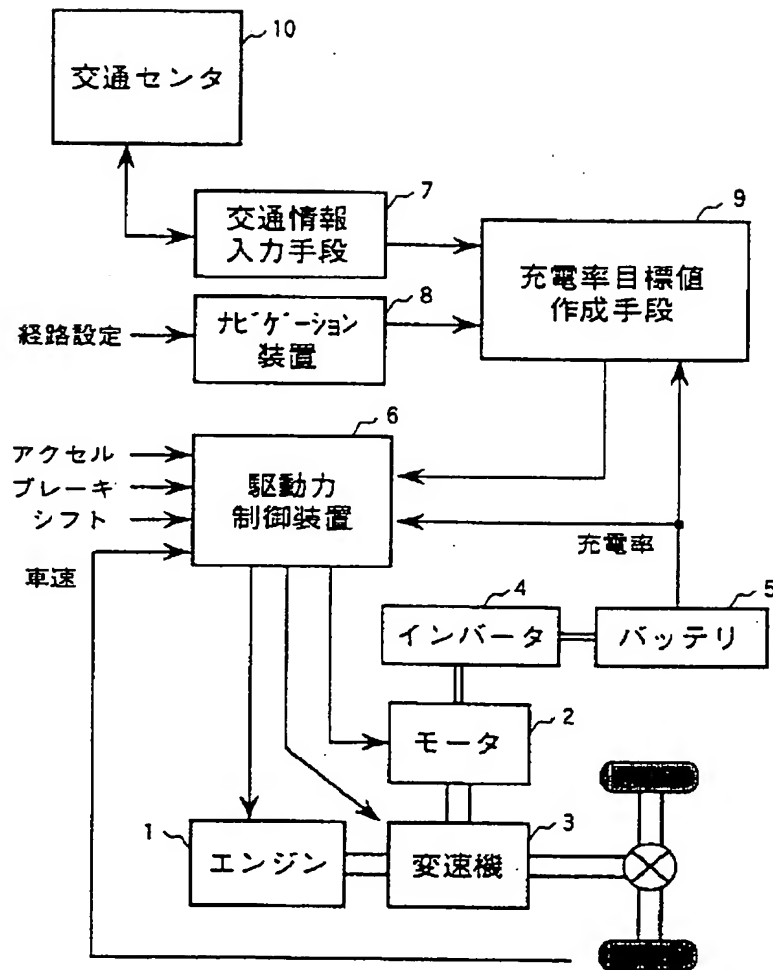 10
交通センタ
7
交通情報
入力手段
9
充電率目標値
作成手段
8
経路設定
ナビゲーション
装置
6
アクセル
ブレーキ
シフト
車速
駆動力
制御装置
充電率
4
インバータ
5
バッテリ
2
モータ
1
エンジン
3
変速機